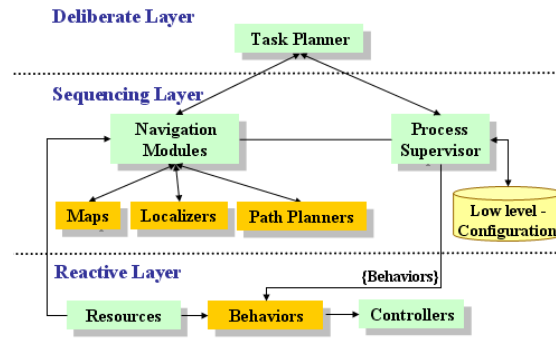 Deliberate Layer
Task Planner
Sequencing Layer
Navigation
Modules
Process
Supervisor
Maps
Localizers
Path Planners
Low level -
Configuration
Reactive Layer
{Behaviors}
Resources
Behaviors
Controllers